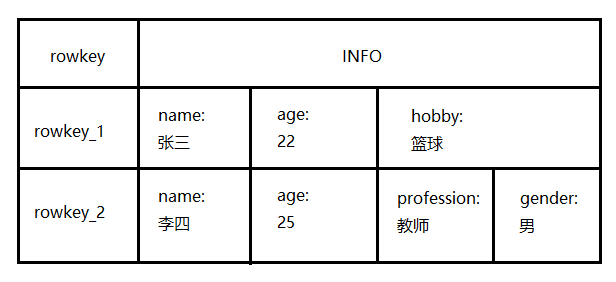 rowkey
INFO
rowkey_1
name:
张三
age:
22
hobby:
篮球
rowkey_2
name:
李四
age:
25
profession:
教师
gender:
男